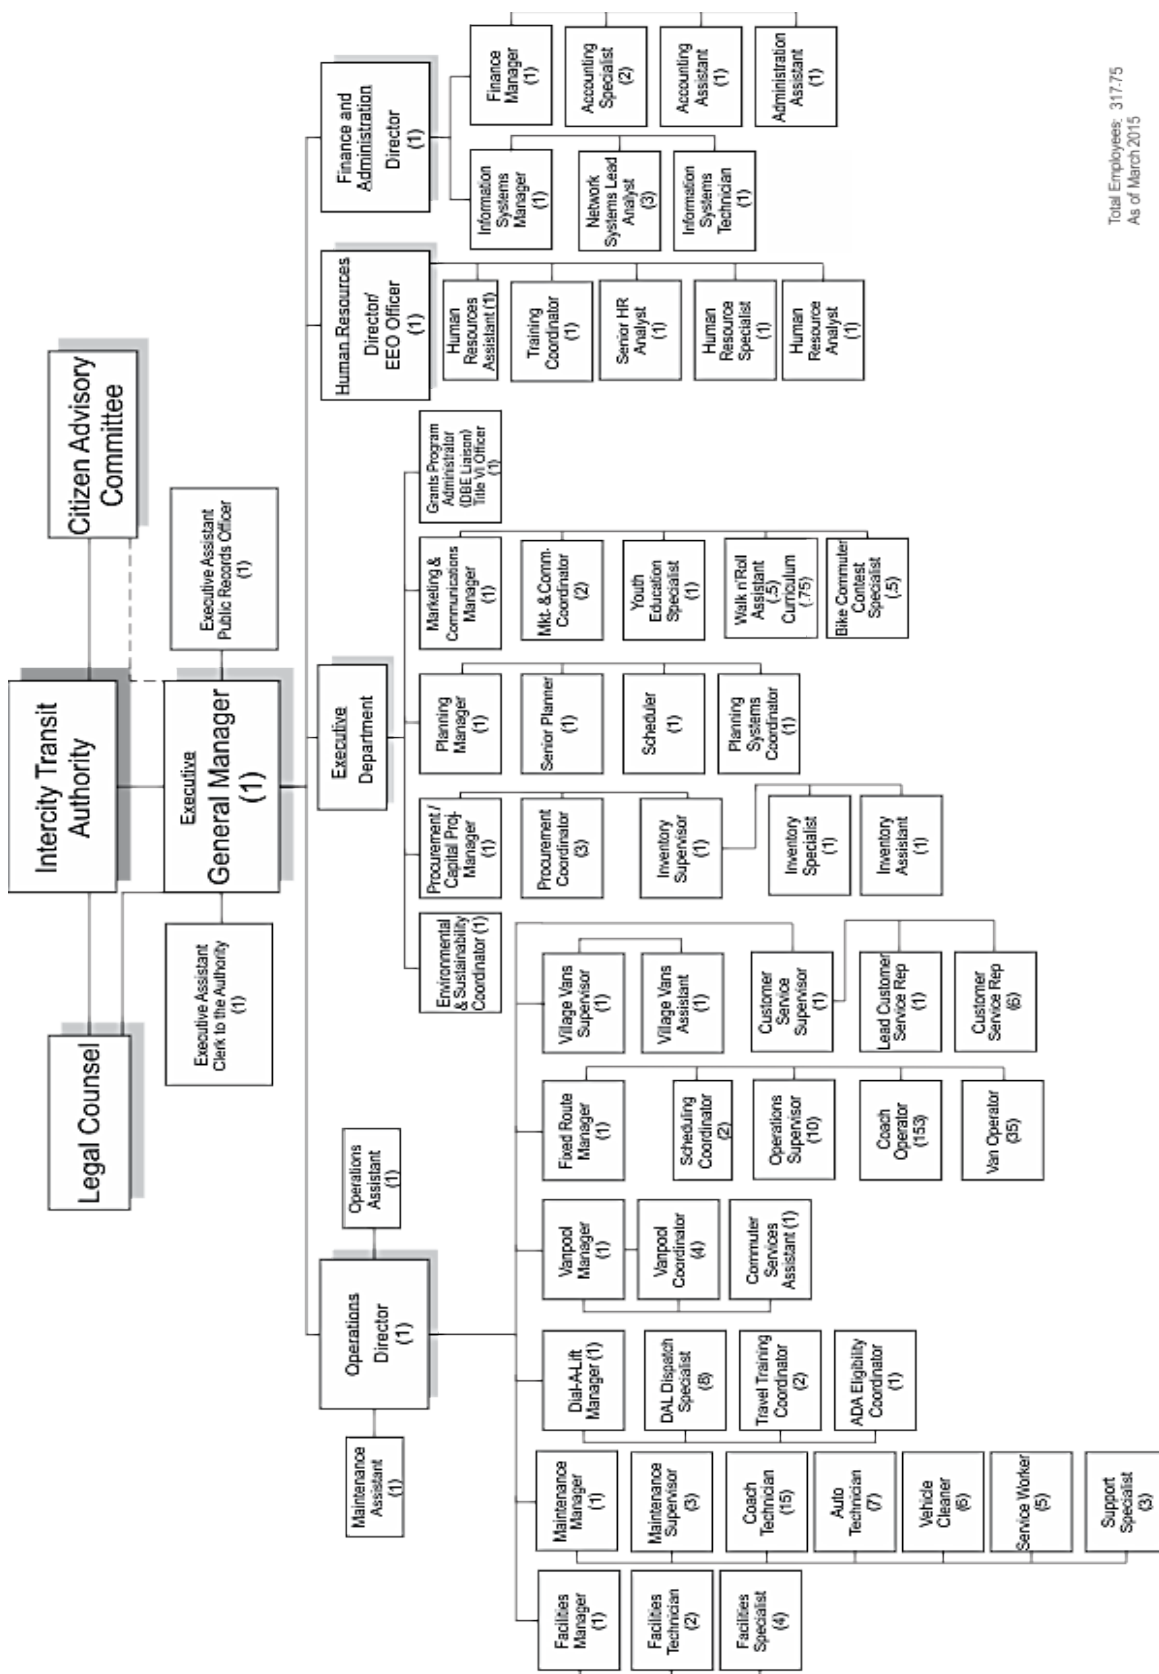 Intercity Transit
Authority
Legal Counsel
Citizen Advisory
Committee
Executive
General Manager
(1)
Executive Assistant
Clerk to the Authority
(1)
Executive Assistant
Public Records Officer
(1)
Operations
Director
(1)
Maintenance
Assistant
(1)
Operations
Assistant
(1)
Executive
Department
Human Resources
Director/
EEO Officer
(1)
Finance and
Administration
Director
(1)
Facilities
Manager
(1)
Facilities
Technician
(2)
Facilities
Specialist
(4)
Maintenance
Manager
(1)
Maintenance
Supervisor
(3)
Coach
Technician
(15)
Auto
Technician
(7)
Vehicle
Cleaner
(6)
Service Worker
(5)
Support
Specialist
(3)
Dial-A-Lift
Manager (1)
DAL Dispatch
Specialist
(8)
Travel Training
Coordinator
(2)
ADA Eligibility
Coordinator
(1)
Vanpool
Manager
(1)
Vanpool
Coordinator
(4)
Commuter
Services
Assistant (1)
Fixed Route
Manager
(1)
Scheduling
Coordinator
(2)
Operations
Supervisor
(10)
Coach
Operator
(153)
Van Operator
(35)
Village Vans
Supervisor
(1)
Village Vans
Assistant
(1)
Customer
Service
Supervisor
(1)
Lead Customer
Service Rep
(1)
Customer
Service Rep
(6)
Environmental
& Sustainability
Coordinator (1)
Procurement /
Capital Proj.
Manager
(1)
Procurement
Coordinator
(3)
Inventory
Supervisor
(1)
Inventory
Specialist
(1)
Inventory
Assistant
(1)
Planning
Manager
(1)
Senior Planner
(1)
Scheduler
(1)
Planning
Systems
Coordinator
(1)
Marketing &
Communications
Manager
(1)
Mkt. & Comm.
Coordinator
(2)
Youth
Education
Specialist
(1)
Walk n'Roll
Assistant
(.5)
Curriculum
(.75)
Bike Commuter
Contest
Specialist
(.5)
Grants Program
Administrator
(DBE Liaison)
Title VI Officer
(1)
Human
Resources
Assistant (1)
Training
Coordinator
(1)
Senior HR
Analyst
(1)
Human
Resource
Specialist
(1)
Human
Resource
Analyst
(1)
Information
Systems
Manager
(1)
Network
Systems Lead
Analyst
(3)
Information
Systems
Technician
(1)
Finance
Manager
(1)
Accounting
Specialist
(2)
Accounting
Assistant
(1)
Administration
Assistant
(1)
Total Employees: 317.75
As of March 2015